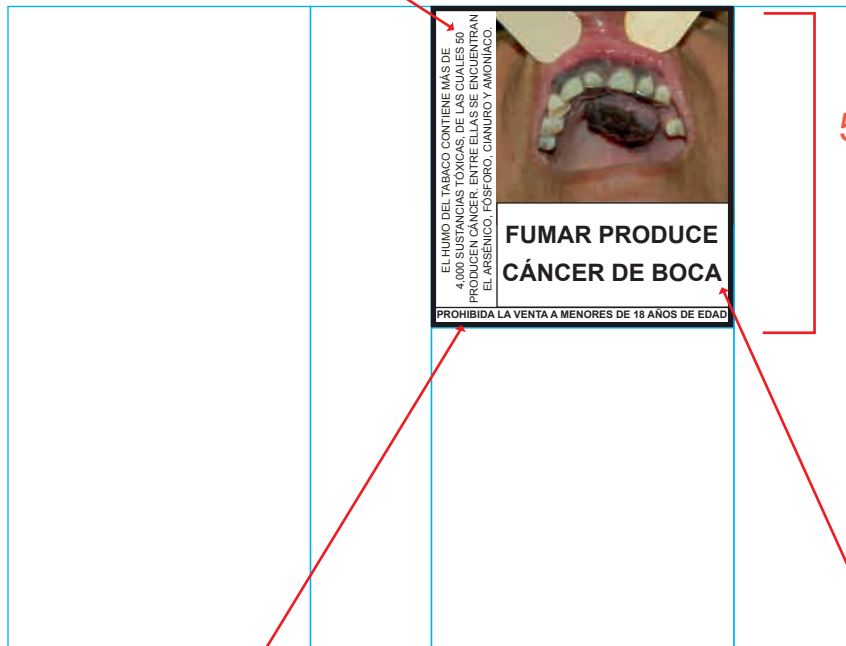 EL HUMO DEL TABACO CONTIENE MÁS DE
4,000 SUSTANCIAS TÓXICAS, DE LAS CUALES 50
PRODUCEN CÁNCER. ENTRE ELLAS SE ENCUENTRAN
EL ARSÉNICO, FÓSFORO, CIANURO Y AMONÍACO.
FUMAR PRODUCE
CÁNCER DE BOCA
PROHIBIDA LA VENTA A MENORES DE 18 AÑOS DE EDAD